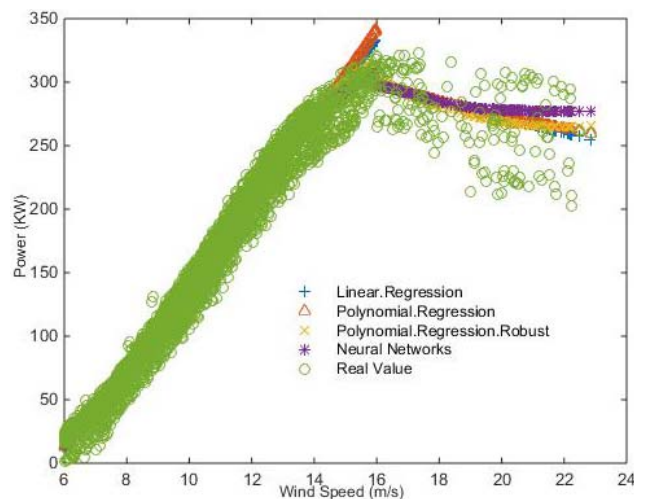 350
300
250
200
150
100
50
0
Power (KW)
Linear.Regression
Polynomial.Regression
Polynomial.Regression.Robust
Neural Networks
Real Value
6 8 10 12 14 16 18 20 22 24
Wind Speed (m/s)